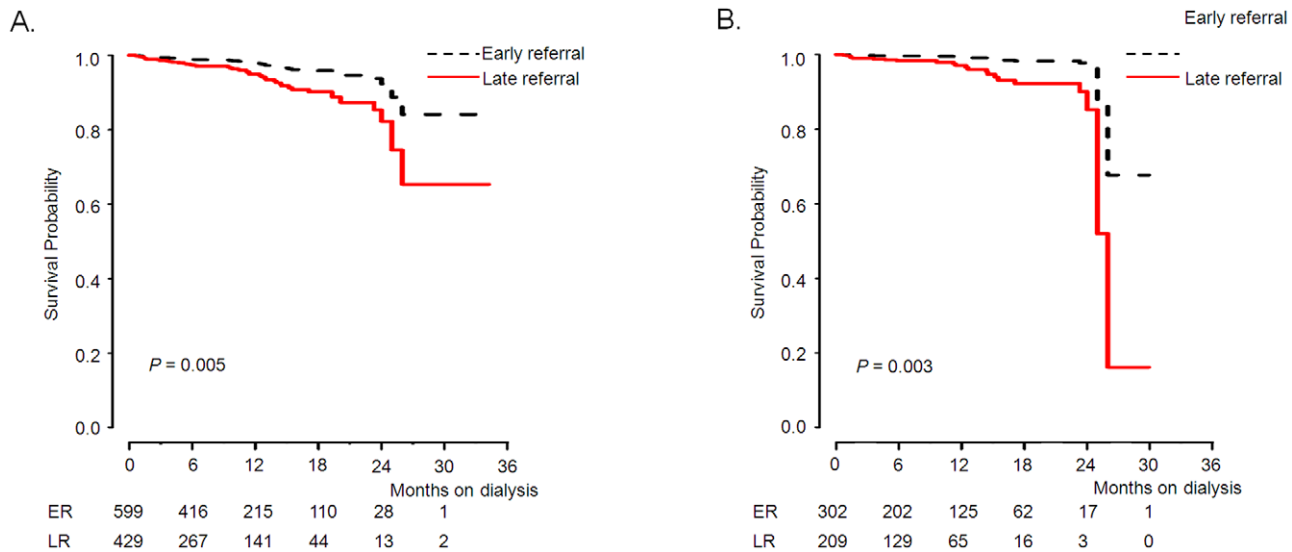 A.
Early referral
Late referral
1.0
0.8
0.6
0.4
0.2
0.0
Survival Probability
P = 0.005
0 6 12 18 24 30 36
Months on dialysis
ER 599 416 215 110 28 1
LR 429 267 141 44 13 2
B.
Early referral
Late referral
1.0
0.8
0.6
0.4
0.2
0.0
Survival Probability
P = 0.003
0 6 12 18 24 30 36
Months on dialysis
ER 302 202 125 62 17 1
LR 209 129 65 16 3 0